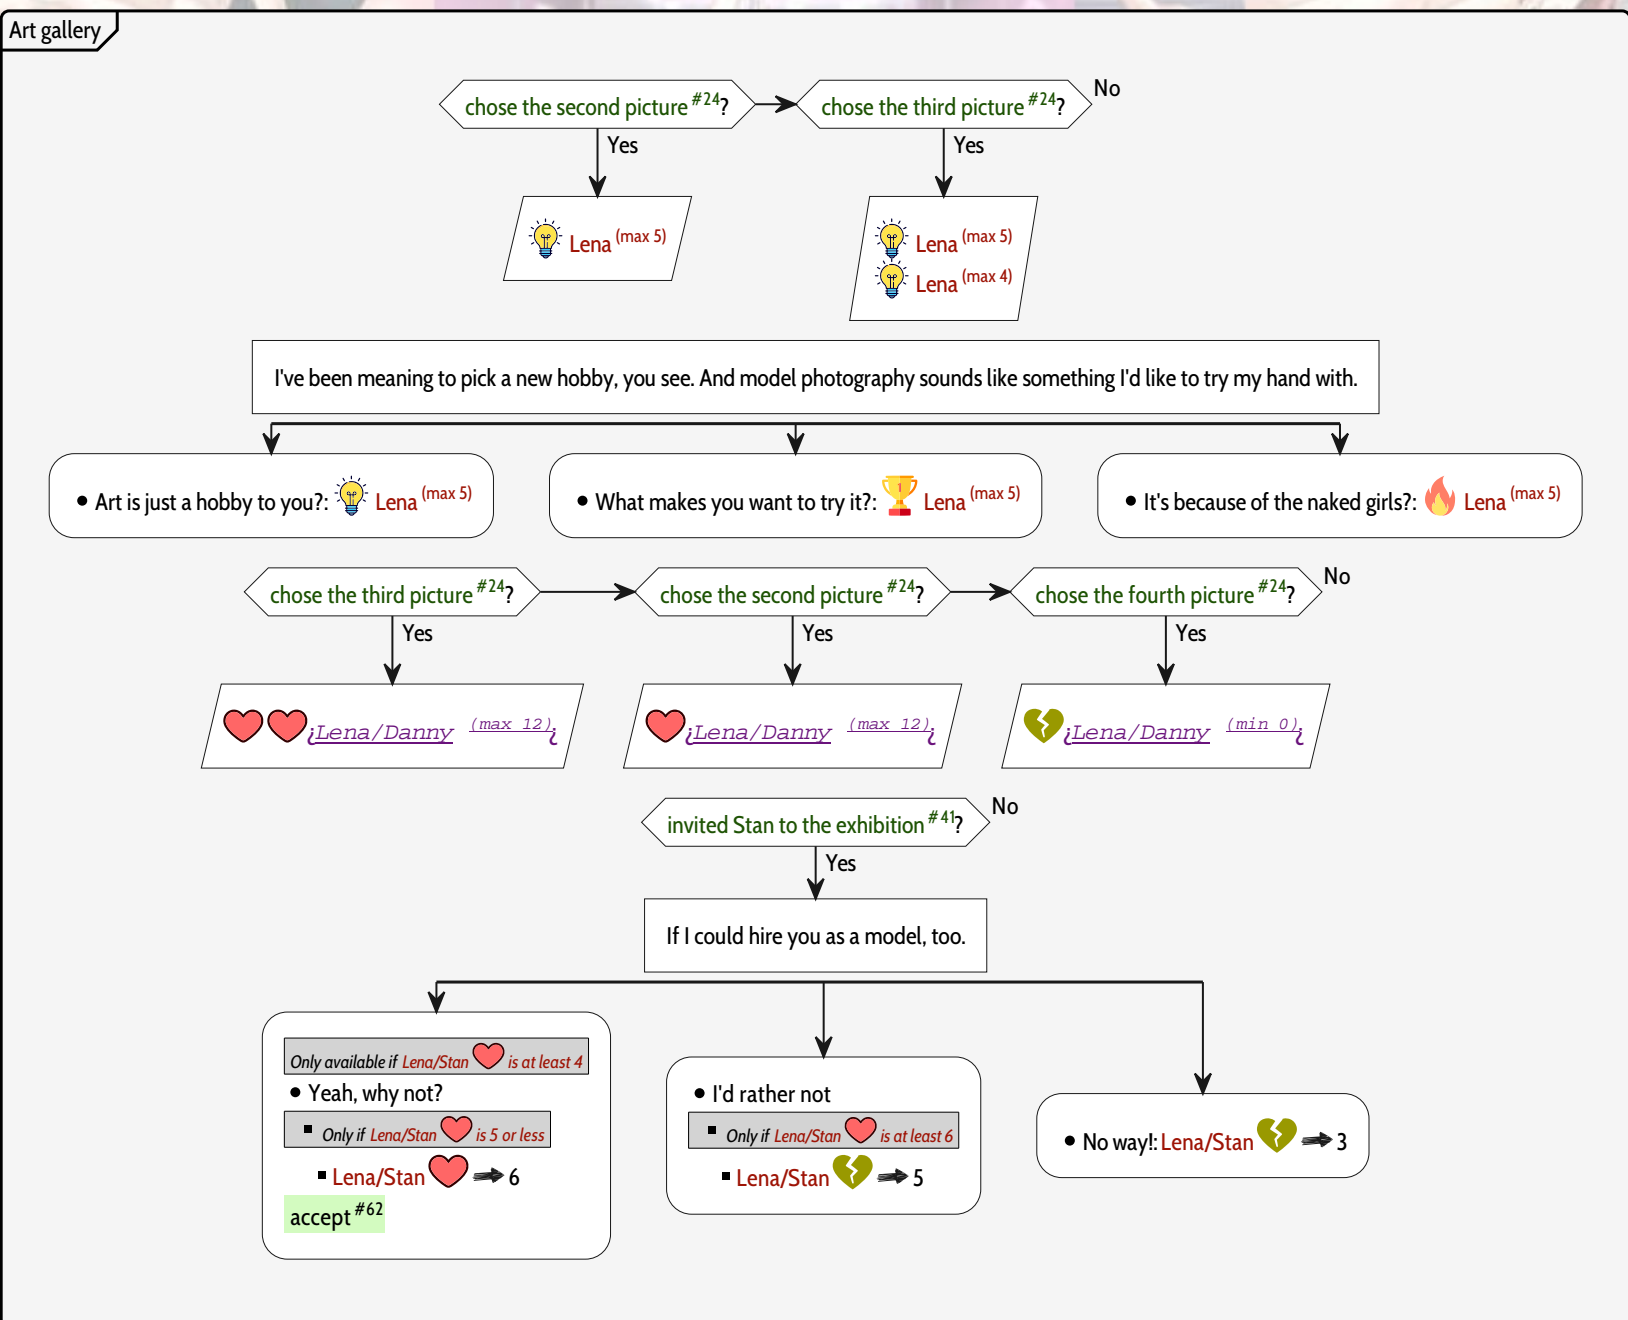 Art gallery
chose the second picture #24?
chose the third picture #24?
No
Yes
Yes
Lena (max 5)
Lena (max 5)
Lena (max 4)
I've been meaning to pick a new hobby, you see. And model photography sounds like something I'd like to try my hand with.
● Art is just a hobby to you?: Lena (max 5)
● What makes you want to try it?: Lena (max 5)
● It's because of the naked girls?: Lena (max 5)
chose the third picture #24?
chose the second picture #24?
chose the fourth picture #24?
No
Yes
Yes
Yes
¿Lena/Danny (max 12)¿
¿Lena/Danny (max 12)¿
¿Lena/Danny (min 0)¿
invited Stan to the exhibition #41?
No
Yes
If I could hire you as a model, too.
Only available if Lena/Stan is at least 4
● Yeah, why not?
▪ Only if Lena/Stan is 5 or less
▪ Lena/Stan 6
accept #62
● I'd rather not
▪ Only if Lena/Stan is at least 6
▪ Lena/Stan 5
● No way!: Lena/Stan 3